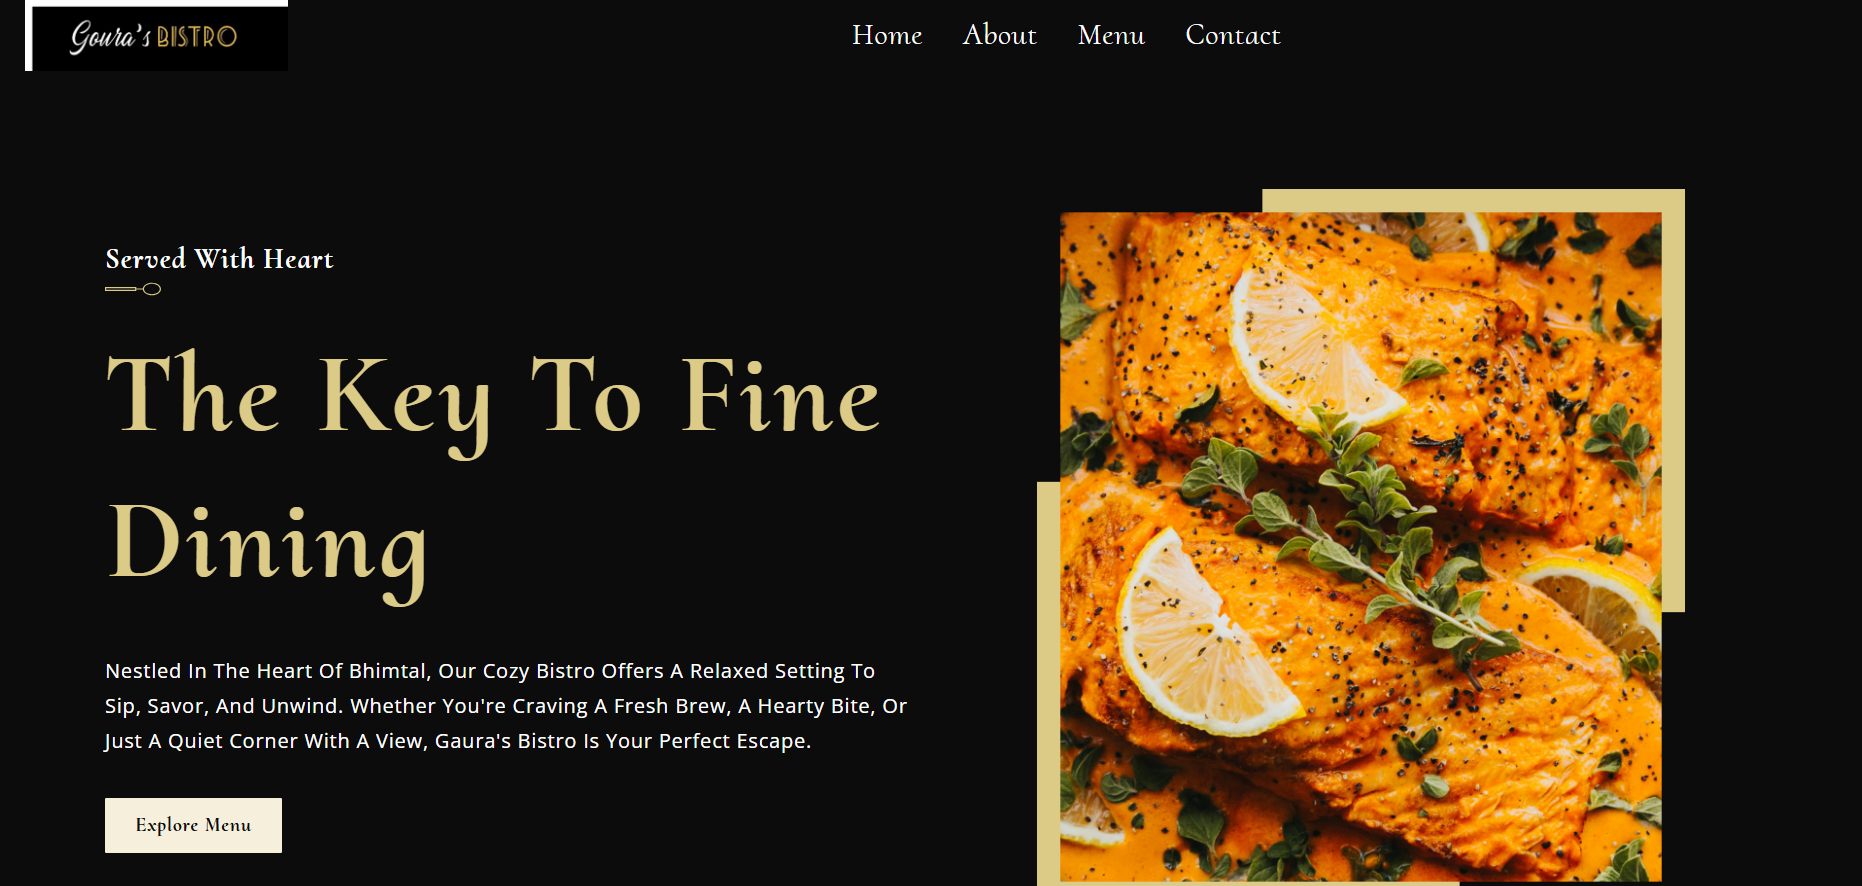 Goura's BISTRO
Home About Menu Contact
Served With Heart
The Key To Fine
Dining
Nestled In The Heart Of Bhimtal, Our Cozy Bistro Offers A Relaxed Setting To
Sip, Savor, And Unwind. Whether You're Craving A Fresh Brew, A Hearty Bite, Or
Just A Quiet Corner With A View, Gaura's Bistro Is Your Perfect Escape.
Explore Menu